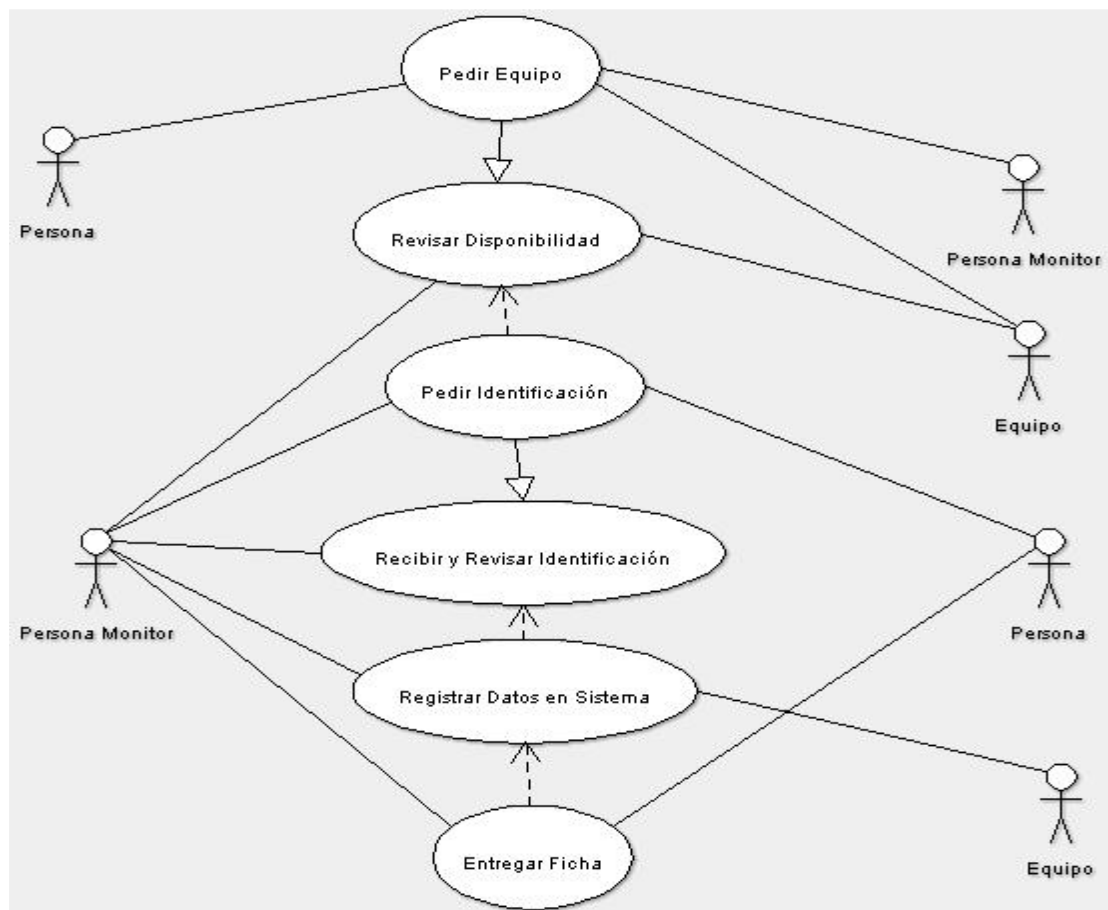 Pedir Equipo
Persona
Revisar Disponibilidad
Persona Monitor
Pedir Identificación
Equipo
Recibir y Revisar Identificación
Persona Monitor
Persona
Registrar Datos en Sistema
Entregar Ficha
Equipo